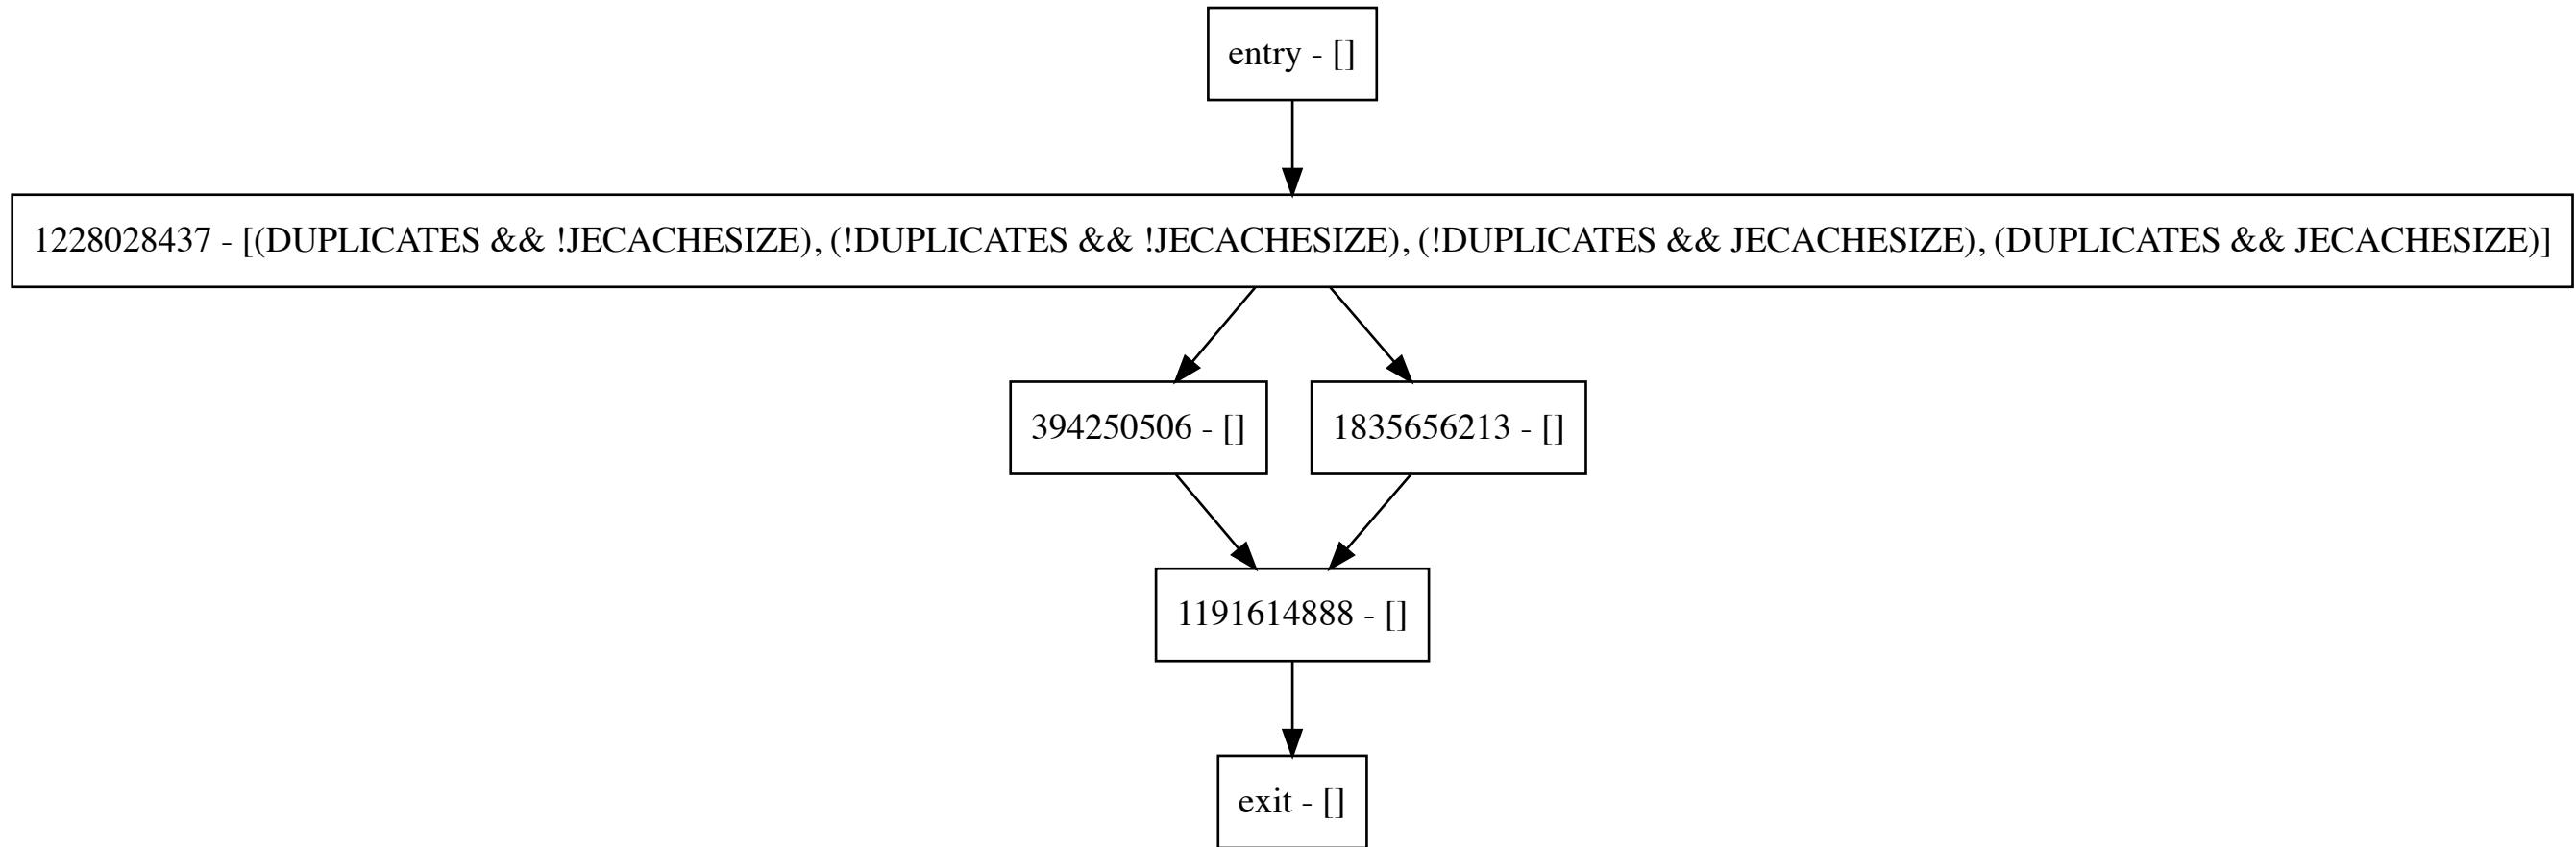 entry - []
1228028437 - [(DUPLICATES && !JECACHESIZE), (!DUPLICATES && !JECACHESIZE), (!DUPLICATES && JECACHESIZE), (DUPLICATES && JECACHESIZE)]
394250506 - []
1835656213 - []
1191614888 - []
exit - []